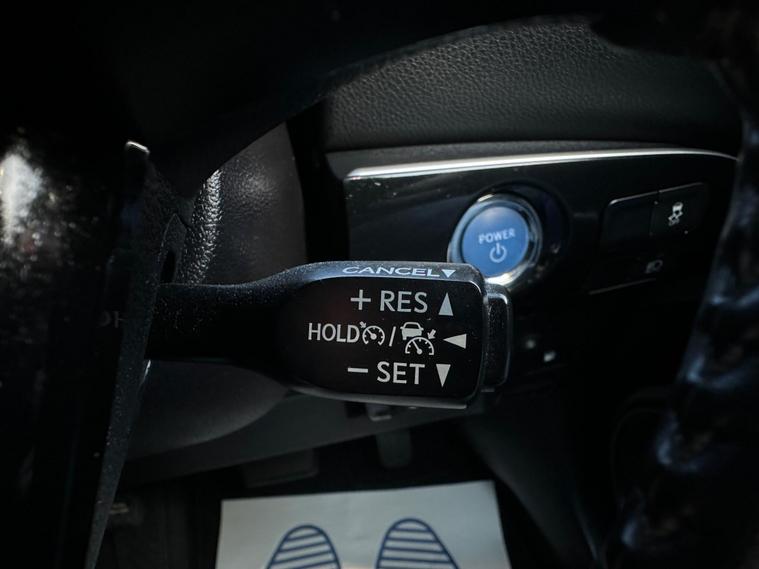 POWER
CANCEL▼
+ RES ▲
HOLD / ◀
− SET ▼